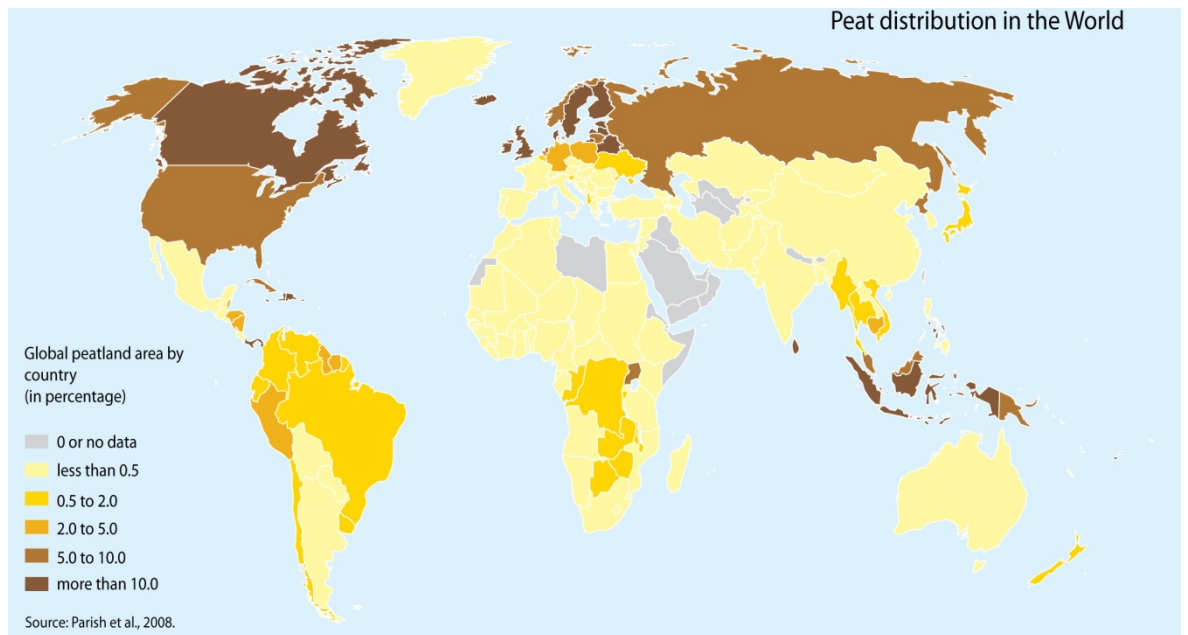 Peat distribution in the World
Global peatland area by
country
(in percentage)
0 or no data
less than 0.5
0.5 to 2.0
2.0 to 5.0
5.0 to 10.0
more than 10.0
Source: Parish et al., 2008.